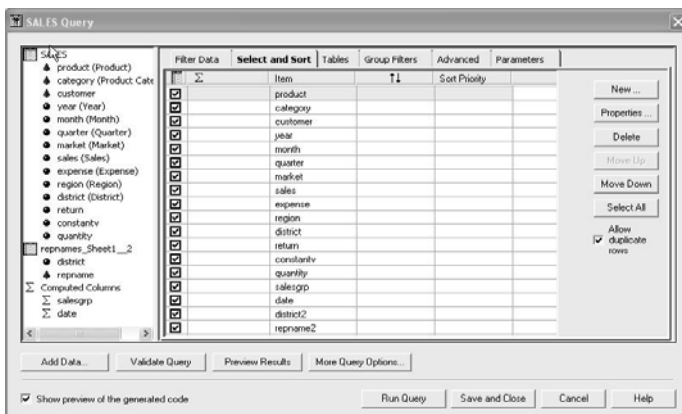 SALES Query
SALES
product (Product)
category (Product Cate
customer
year (Year)
month (Month)
quarter (Quarter)
market (Market)
sales (Sales)
expense (Expense)
region (Region)
district (District)
return
constantv
quantity
repnames_Sheet1__2
district
repname
Σ Computed Columns
Σ salesgrp
Σ date
Filter Data Select and Sort Tables Group Filters Advanced Parameters
Σ Item ↑↓ Sort Priority
product
category
customer
year
month
quarter
market
sales
expense
region
district
return
constantv
quantity
salesgrp
date
district2
repname2
New ...
Properties ...
Delete
Move Up
Move Down
Select All
Allow
duplicate
rows
Add Data... Validate Query Preview Results More Query Options...
Show preview of the generated code
Run Query Save and Close Cancel Help